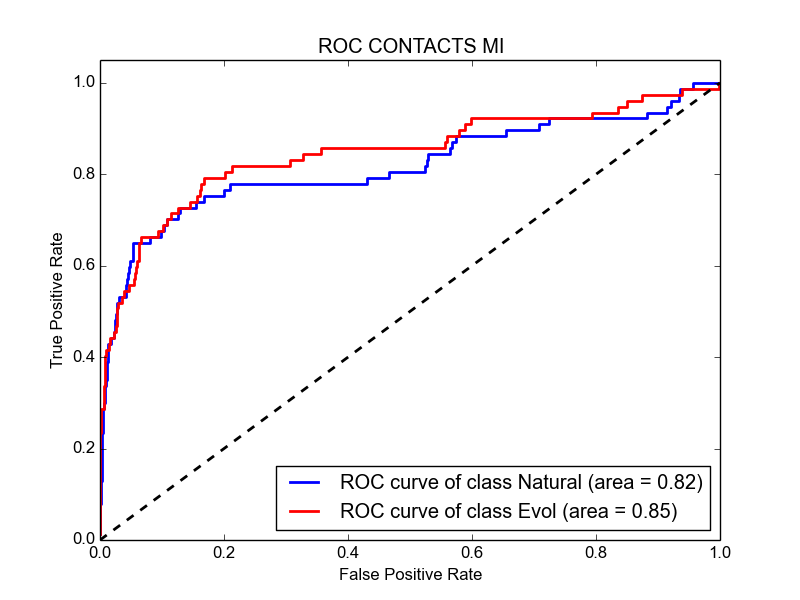 ROC CONTACTS MI
1.0
0.8
0.6
0.4
0.2
0.0
True Positive Rate
ROC curve of class Natural (area = 0.82)
ROC curve of class Evol (area = 0.85)
0.0 0.2 0.4 0.6 0.8 1.0
False Positive Rate